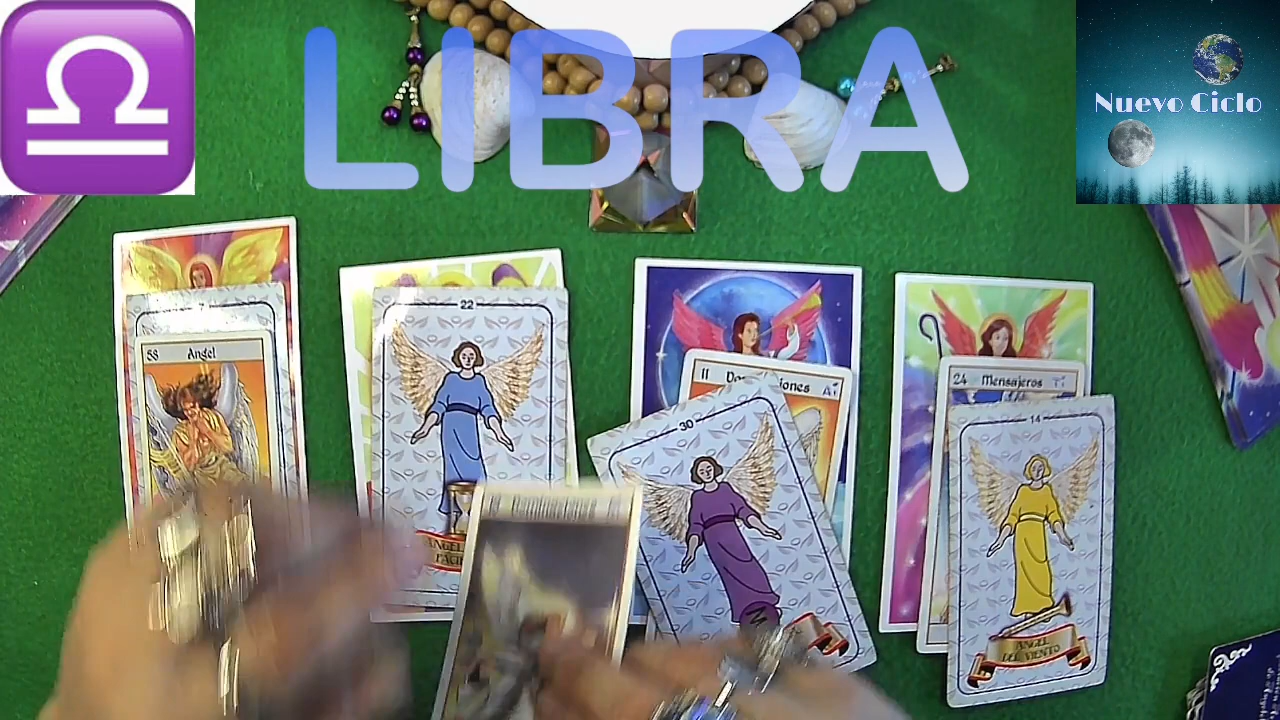 LIBRA
Nuevo Ciclo
22
58 Angel
11
30
24 Mensajeros
14
ANGEL
DEL VIENTO